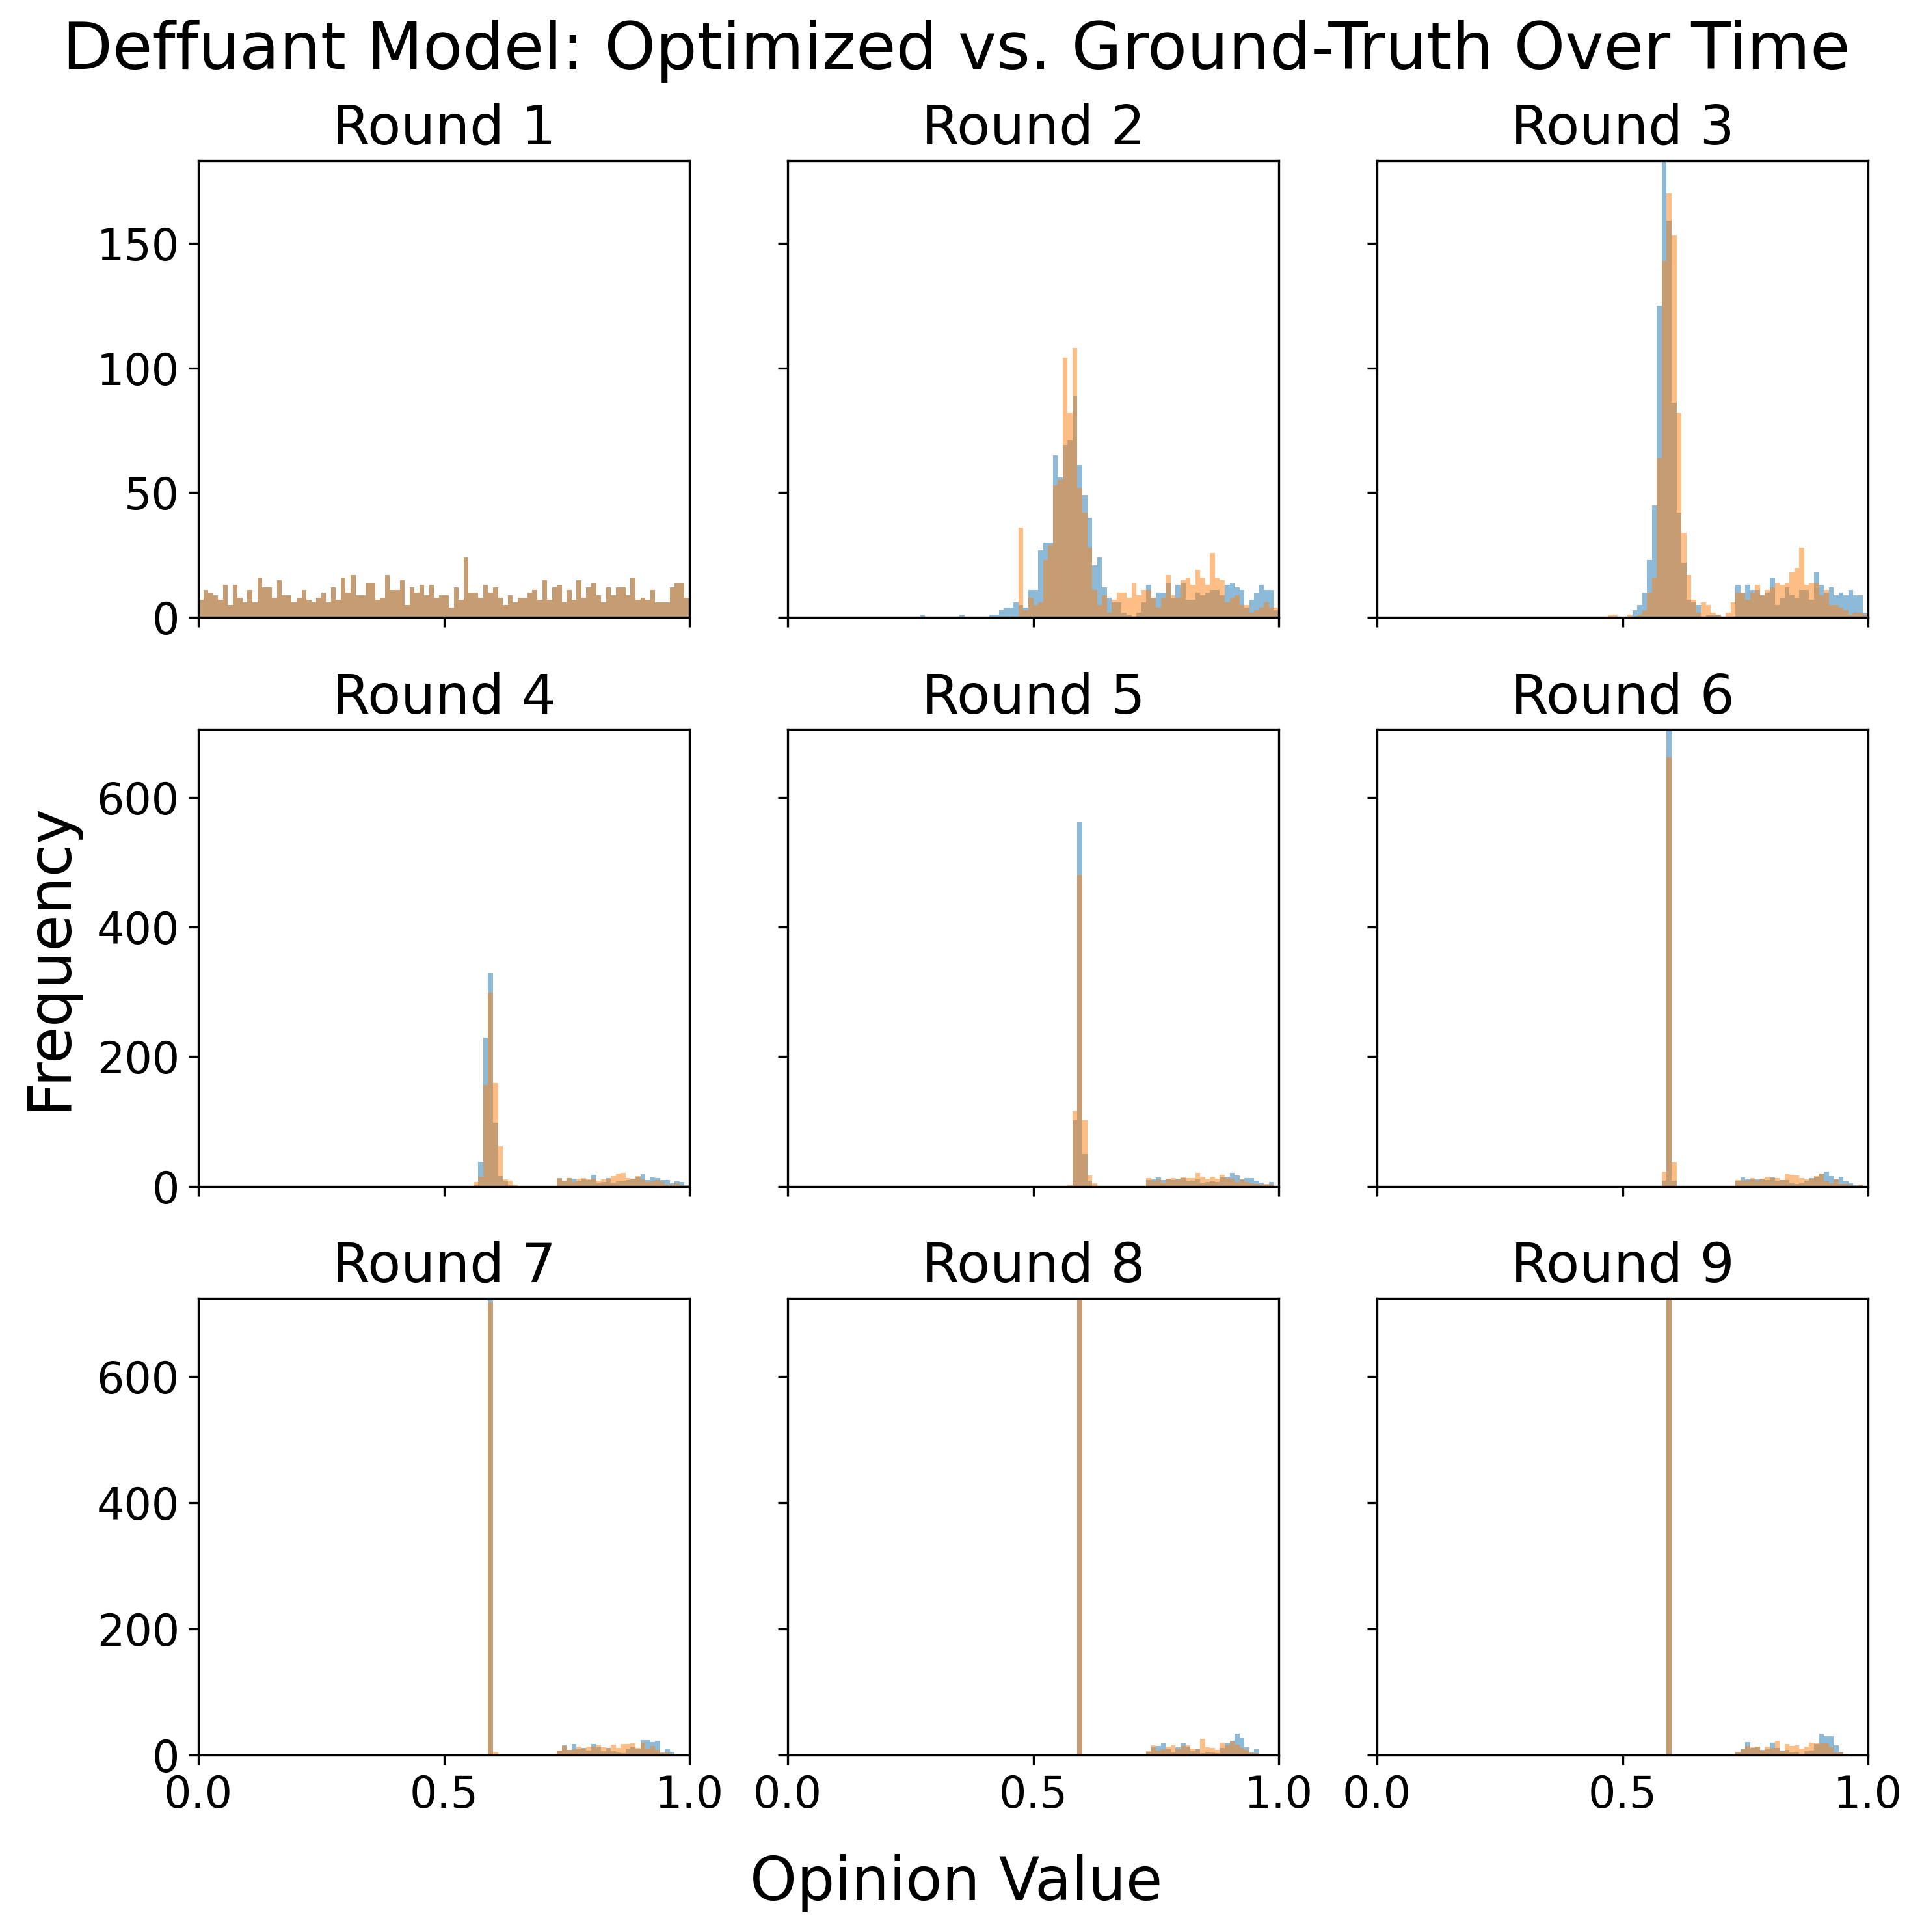 Deffuant Model: Optimized vs. Ground-Truth Over Time
Round 1
Round 2
Round 3
150
100
50
0
Round 4
Round 5
Round 6
Frequency
600
400
200
0
Round 7
Round 8
Round 9
600
400
200
0
0.0 0.5 1.0 0.0 0.5 1.0 0.0 0.5 1.0
Opinion Value